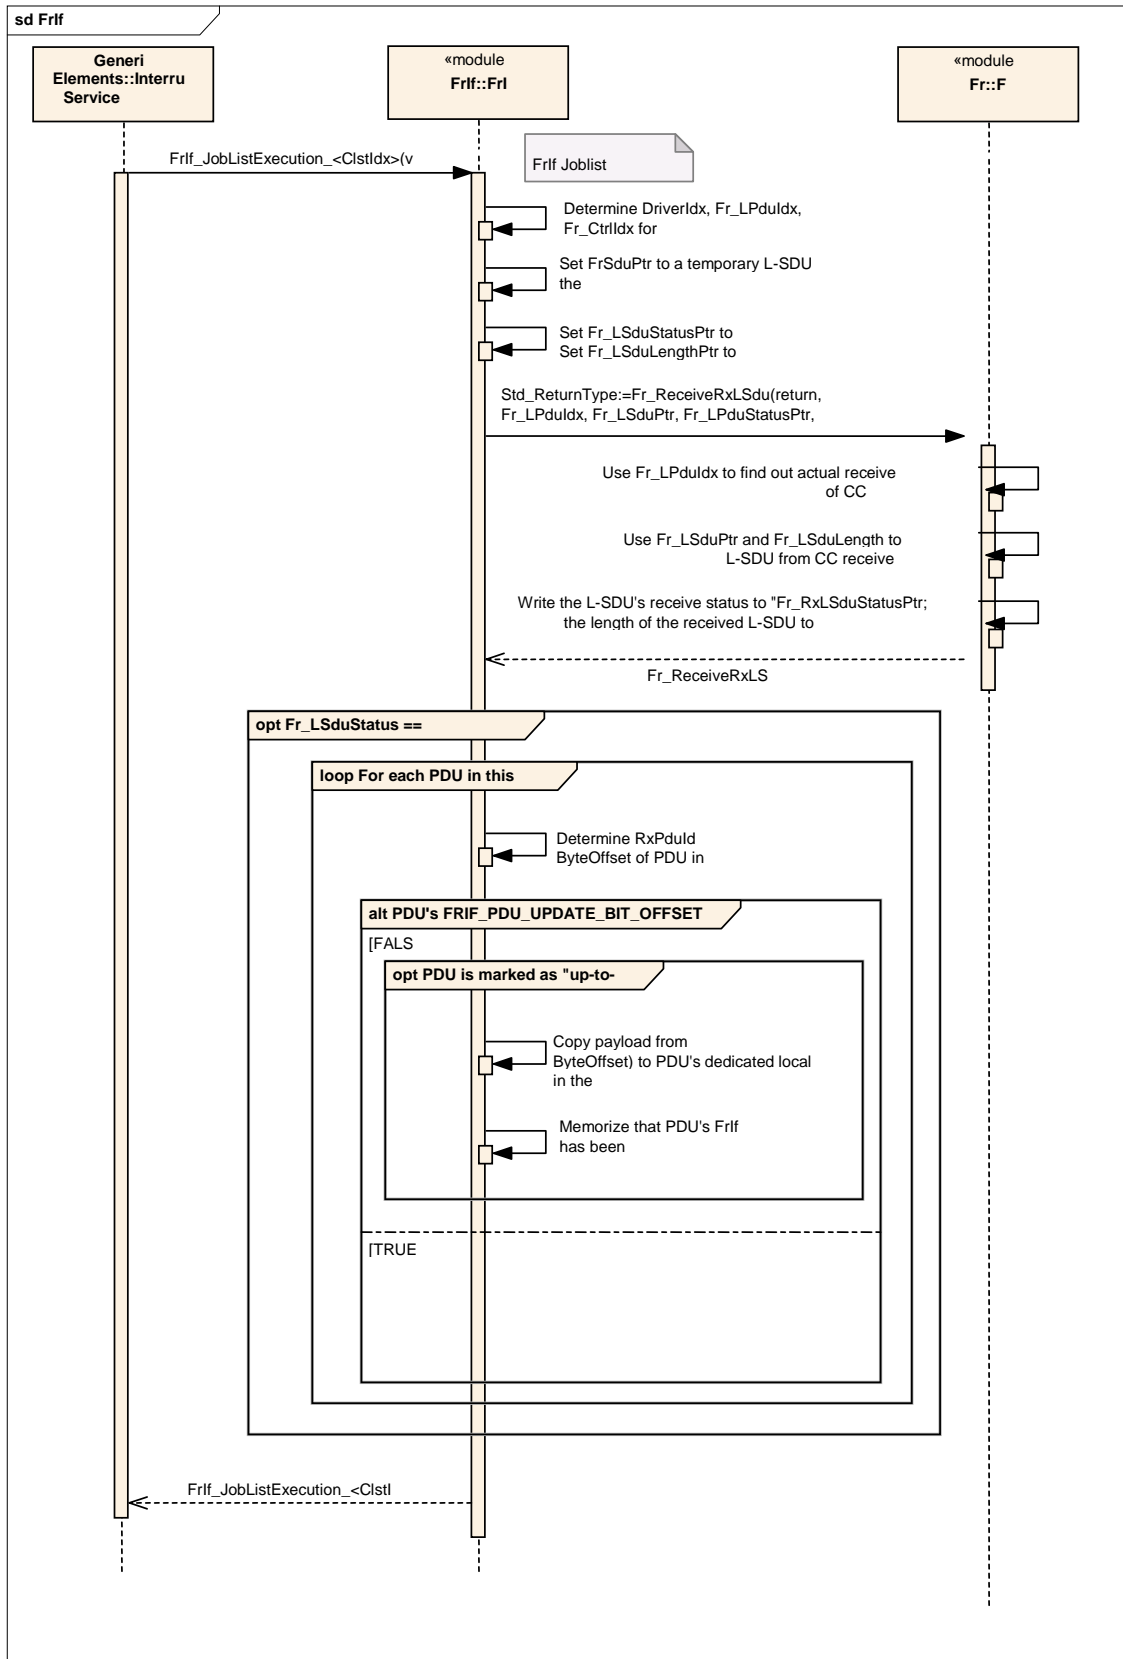 sd FrIf
Generi
Elements::Interru
Service
«module
FrIf::FrI
«module
Fr::F
FrIf_JobListExecution_<ClstIdx>(v
FrIf Joblist
Determine DriverIdx, Fr_LPduIdx,
Fr_CtrlIdx for
Set FrSduPtr to a temporary L-SDU
the
Set Fr_LSduStatusPtr to
Set Fr_LSduLengthPtr to
Std_ReturnType:=Fr_ReceiveRxLSdu(return,
Fr_LPduIdx, Fr_LSduPtr, Fr_LPduStatusPtr,
Use Fr_LPduIdx to find out actual receive
of CC
Use Fr_LSduPtr and Fr_LSduLength to
L-SDU from CC receive
Write the L-SDU's receive status to "Fr_RxLSduStatusPtr;
the length of the received L-SDU to
Fr_ReceiveRxLS
opt Fr_LSduStatus ==
loop For each PDU in this
Determine RxPduId
ByteOffset of PDU in
alt PDU's FRIF_PDU_UPDATE_BIT_OFFSET
[FALS
opt PDU is marked as "up-to-
Copy payload from
ByteOffset) to PDU's dedicated local
in the
Memorize that PDU's FrIf
has been
[TRUE
FrIf_JobListExecution_<ClstI